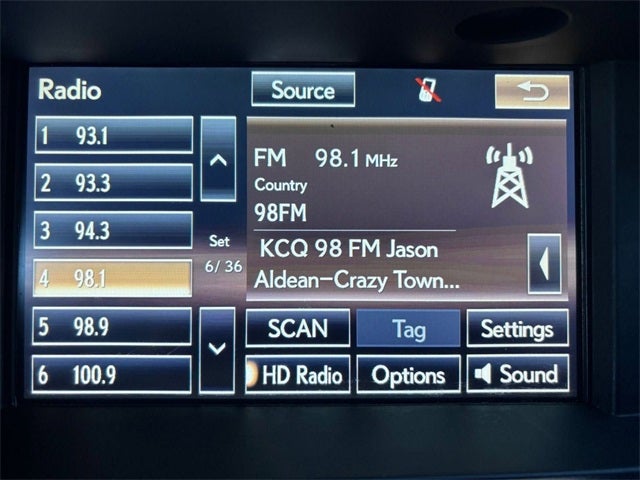 Radio
Source
1 93.1
2 93.3
3 94.3
4 98.1
5 98.9
6 100.9
Set
6/36
FM 98.1 MHz
Country
98FM
KCQ 98 FM Jason
Aldean-Crazy Town...
SCAN
Tag
Settings
HD Radio
Options
Sound